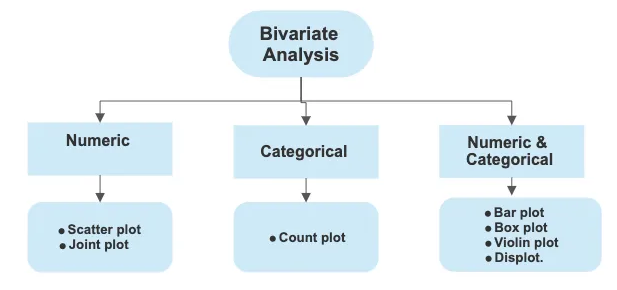 Bivariate
Analysis
Numeric
Categorical
Numeric &
Categorical
● Scatter plot
● Joint plot
● Count plot
● Bar plot
● Box plot
● Violin plot
● Displot.